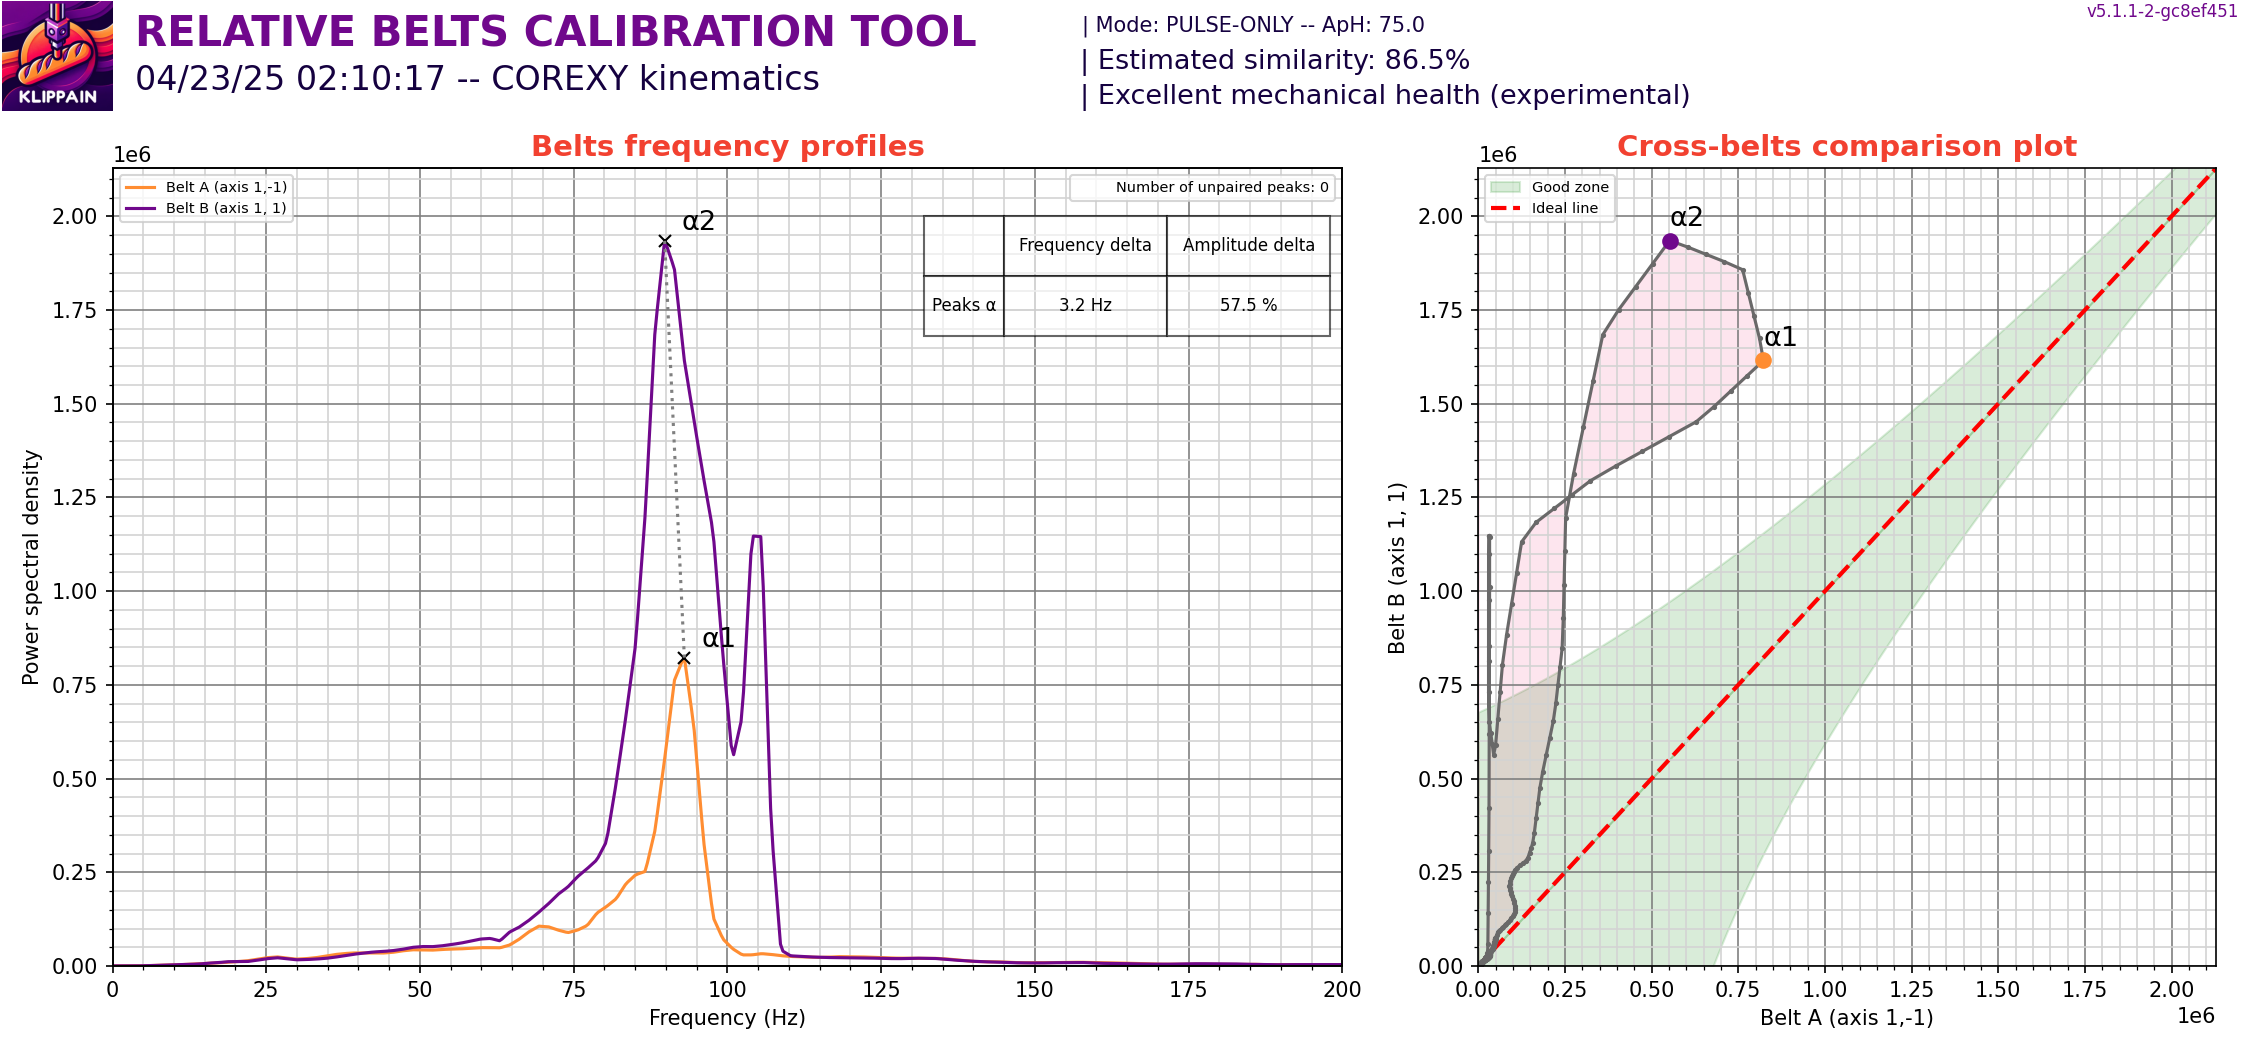 KLIPPAIN
RELATIVE BELTS CALIBRATION TOOL
04/23/25 02:10:17 -- COREXY kinematics
| Mode: PULSE-ONLY -- ApH: 75.0
| Estimated similarity: 86.5%
| Excellent mechanical health (experimental)
v5.1.1-2-gc8ef451
Belts frequency profiles
1e6
Belt A (axis 1,-1)
Belt B (axis 1, 1)
Number of unpaired peaks: 0
Frequency delta Amplitude delta
Peaks α 3.2 Hz 57.5 %
α2
α1
2.00
1.75
1.50
1.25
1.00
0.75
0.50
0.25
0.00
Power spectral density
0 25 50 75 100 125 150 175 200
Frequency (Hz)
Cross-belts comparison plot
1e6
Good zone
Ideal line
α2
α1
2.00
1.75
1.50
1.25
1.00
0.75
0.50
0.25
0.00
Belt B (axis 1, 1)
0.00 0.25 0.50 0.75 1.00 1.25 1.50 1.75 2.00
Belt A (axis 1,-1)
1e6